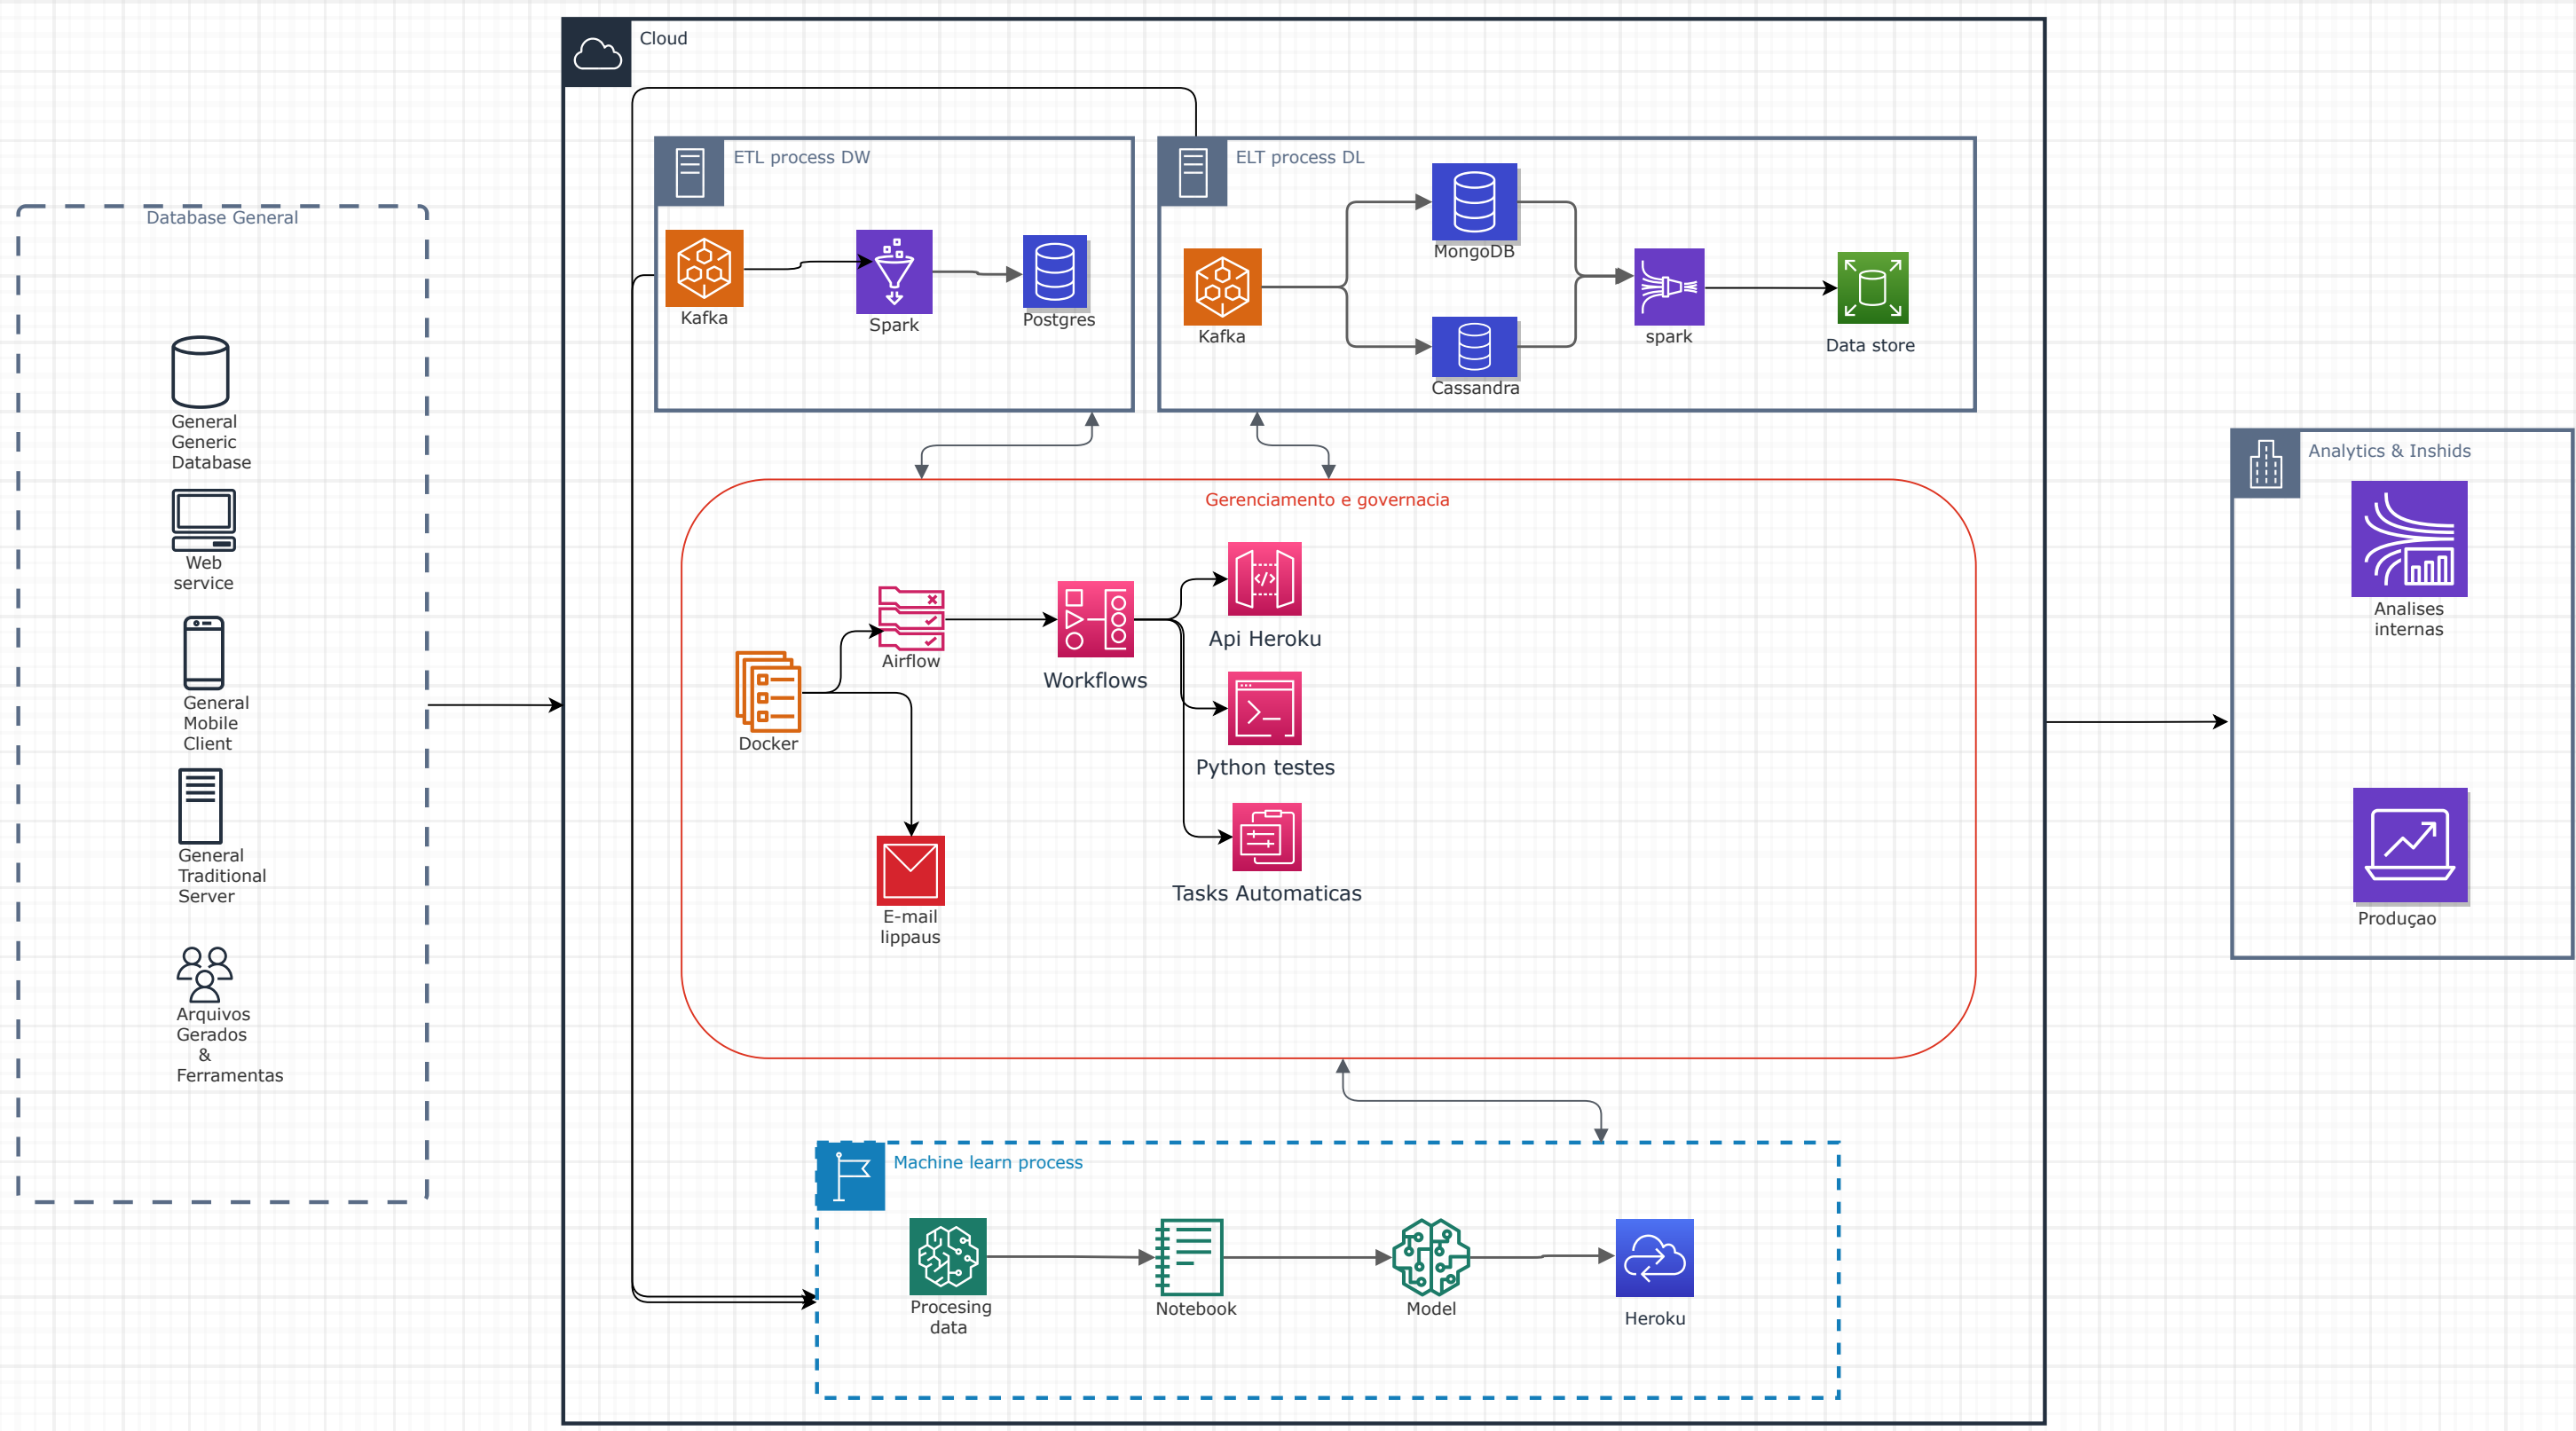 Cloud
ETL process DW
ELT process DL
Database General
MongoDB
Kafka
Spark
Postgres
Kafka
spark
Data store
Cassandra
General
Generic
Database
Web
service
General
Mobile
Client
General
Traditional
Server
Arquivos
Gerados
&
Ferramentas
Gerenciamento e governacia
Airflow
Workflows
Api Heroku
Docker
Python testes
Tasks Automaticas
E-mail
lippaus
Analytics & Inshids
Analises
internas
Produçao
Machine learn process
Procesing
data
Notebook
Model
Heroku